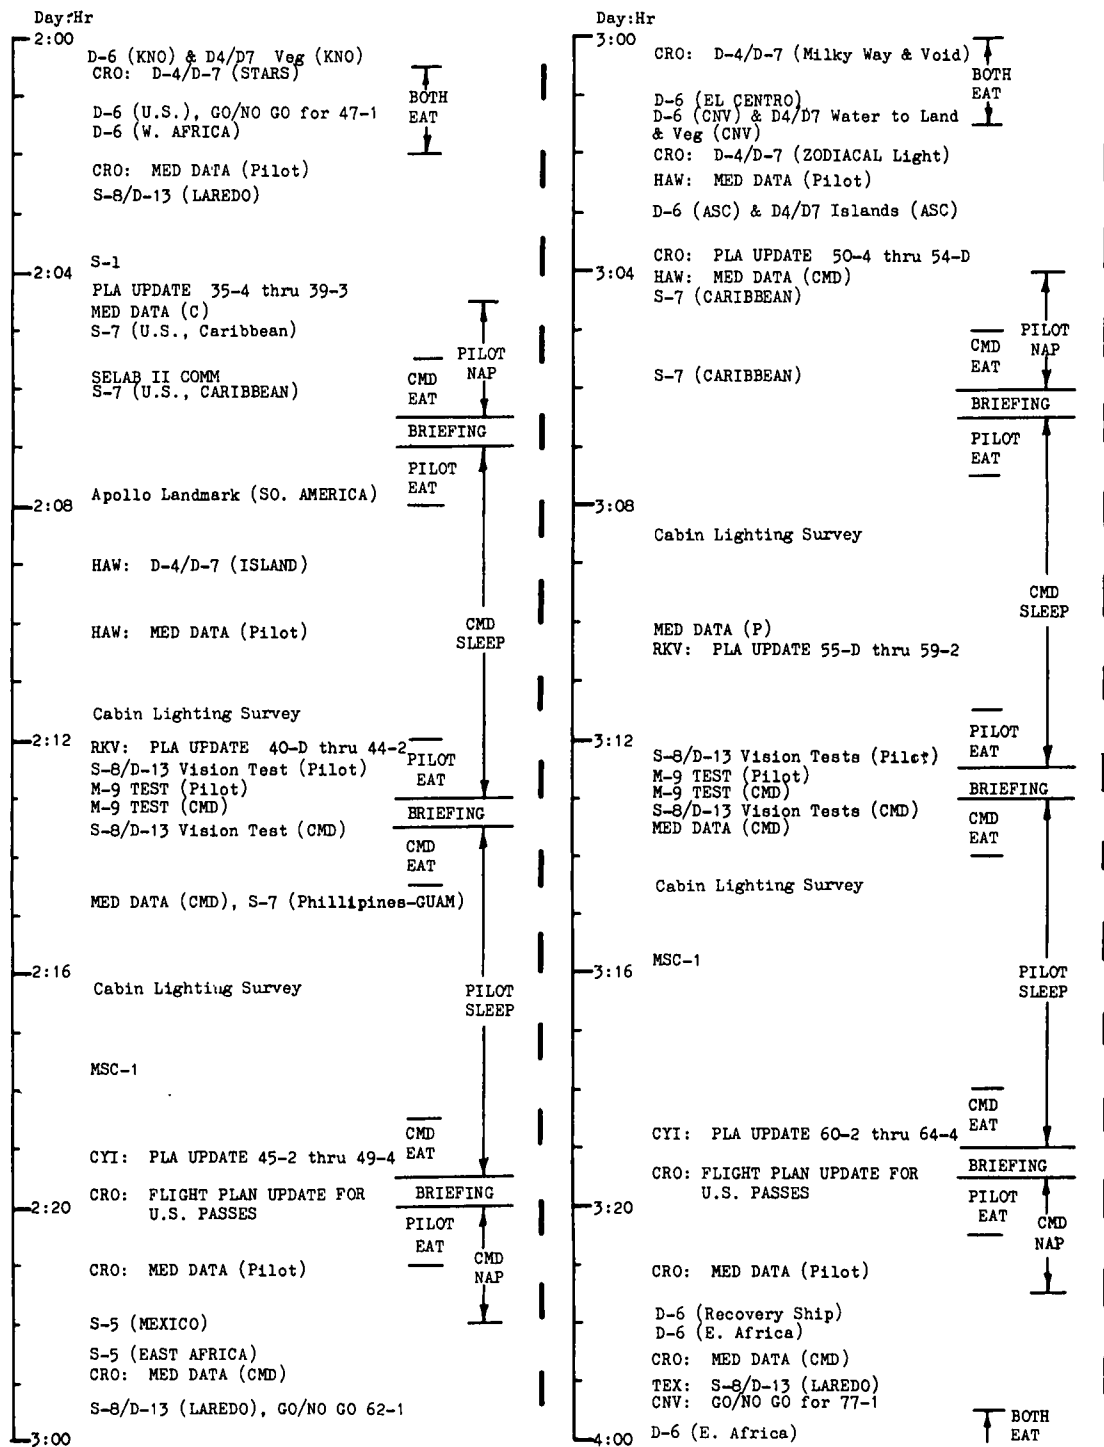 Day:Hr
2:00
D-6 (KNO) & D4/D7 Veg (KNO)
CRO: D-4/D-7 (STARS)
BOTH
EAT
D-6 (U.S.), GO/NO GO for 47-1
D-6 (W. AFRICA)
CRO: MED DATA (Pilot)
S-8/D-13 (LAREDO)
S-1
2:04
PLA UPDATE 35-4 thru 39-3
MED DATA (C)
S-7 (U.S., Caribbean)
PILOT
NAP
SELAB II COMM
S-7 (U.S., CARIBBEAN)
CMD
EAT
BRIEFING
PILOT
EAT
Apollo Landmark (SO. AMERICA)
2:08
HAW: D-4/D-7 (ISLAND)
CMD
SLEEP
HAW: MED DATA (Pilot)
Cabin Lighting Survey
2:12
RKV: PLA UPDATE 40-D thru 44-2
PILOT
EAT
S-8/D-13 Vision Test (Pilot)
M-9 TEST (Pilot)
M-9 TEST (CMD)
BRIEFING
S-8/D-13 Vision Test (CMD)
CMD
EAT
MED DATA (CMD), S-7 (Phillipines-GUAM)
2:16
Cabin Lighting Survey
PILOT
SLEEP
MSC-1
CMD
EAT
CYI: PLA UPDATE 45-2 thru 49-4
CRO: FLIGHT PLAN UPDATE FOR
U.S. PASSES
BRIEFING
2:20
PILOT
EAT
CMD
NAP
CRO: MED DATA (Pilot)
S-5 (MEXICO)
S-5 (EAST AFRICA)
CRO: MED DATA (CMD)
S-8/D-13 (LAREDO), GO/NO GO 62-1
3:00
Day:Hr
3:00
CRO: D-4/D-7 (Milky Way & Void)
BOTH
EAT
D-6 (EL CENTRO)
D-6 (CNV) & D4/D7 Water to Land
& Veg (CNV)
CRO: D-4/D-7 (ZODIACAL Light)
HAW: MED DATA (Pilot)
D-6 (ASC) & D4/D7 Islands (ASC)
CRO: PLA UPDATE 50-4 thru 54-D
3:04
HAW: MED DATA (CMD)
S-7 (CARIBBEAN)
PILOT
NAP
CMD
EAT
S-7 (CARIBBEAN)
BRIEFING
PILOT
EAT
3:08
Cabin Lighting Survey
CMD
SLEEP
MED DATA (P)
RKV: PLA UPDATE 55-D thru 59-2
PILOT
EAT
3:12
S-8/D-13 Vision Tests (Pilot)
M-9 TEST (Pilot)
M-9 TEST (CMD)
BRIEFING
S-8/D-13 Vision Tests (CMD)
MED DATA (CMD)
CMD
EAT
Cabin Lighting Survey
MSC-1
3:16
PILOT
SLEEP
CMD
EAT
CYI: PLA UPDATE 60-2 thru 64-4
BRIEFING
CRO: FLIGHT PLAN UPDATE FOR
U.S. PASSES
PILOT
EAT
3:20
CMD
NAP
CRO: MED DATA (Pilot)
D-6 (Recovery Ship)
D-6 (E. Africa)
CRO: MED DATA (CMD)
TEX: S-8/D-13 (LAREDO)
CNV: GO/NO GO for 77-1
D-6 (E. Africa)
BOTH
EAT
4:00